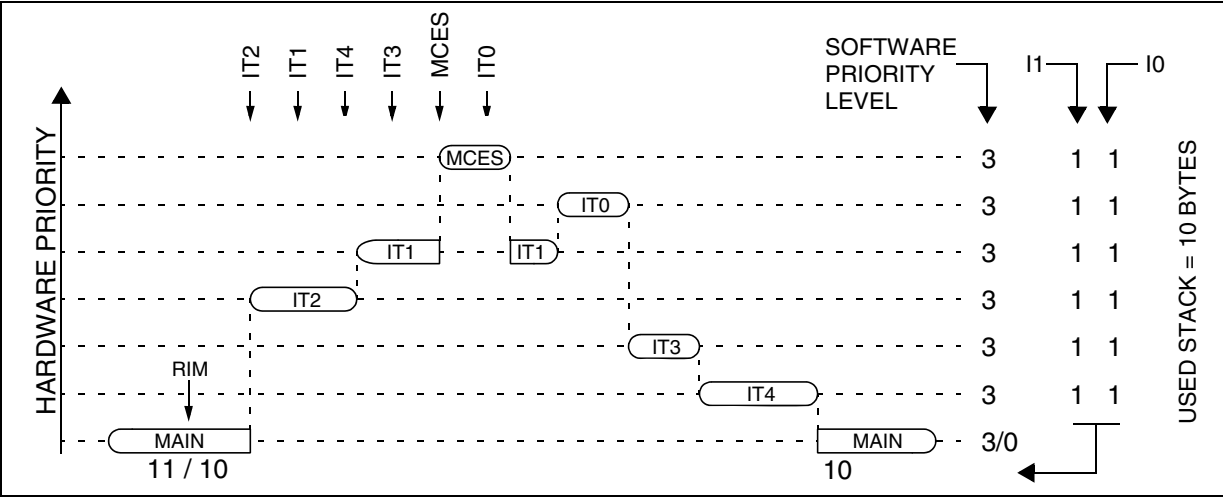 IT2 IT1 IT4 IT3 MCES IT0
SOFTWARE PRIORITY LEVEL
I1 I0
HARDWARE PRIORITY
MCES 3 1 1
IT0 3 1 1
IT1 IT1 3 1 1
IT2 3 1 1
IT3 3 1 1
RIM
IT4 3 1 1
MAIN MAIN 3/0
11 / 10 10
USED STACK = 10 BYTES